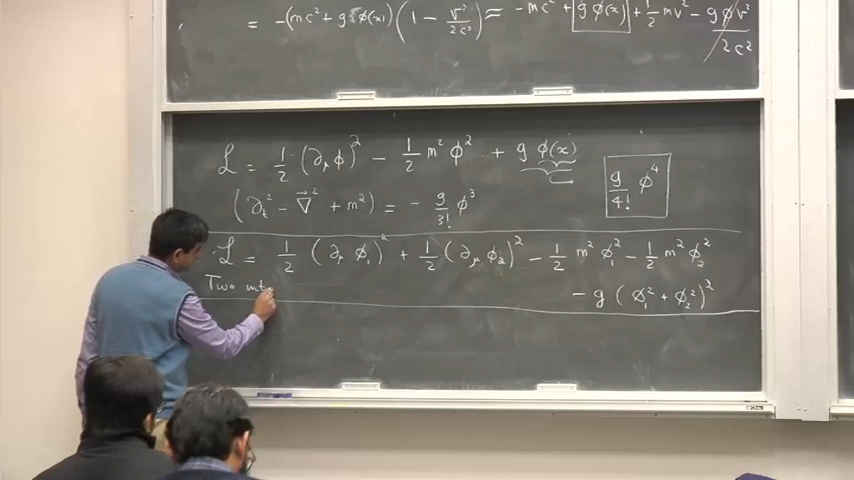 = -(mc² + g φ(x)) (1 - v²/2c²) ≈ -mc² + g φ(x) + 1/2 mv² - g φ v²/2c²
ℒ = 1/2 (∂μ φ)² - 1/2 m² φ² + g φ(x)
g/4! φ⁴
(∂t² - ∇⃗² + m²) = - g/3! φ³
ℒ = 1/2 (∂μ φ₁)² + 1/2 (∂μ φ₂)² - 1/2 m² φ₁² - 1/2 m² φ₂²
Two
- g (φ₁² + φ₂²)²